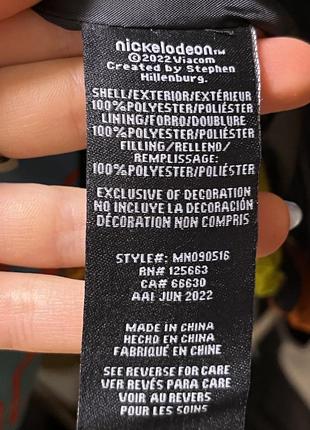 nickelodeon™
©2022 Viacom
Created by Stephen
Hillenburg.
SHELL/EXTERIOR/EXTÉRIEUR
100%POLYESTER/POLIÉSTER
LINING/FORRO/DOUBLURE
100%POLYESTER/POLIÉSTER
FILLING/RELLENO/
REMPLISSAGE:
100%POLYESTER/POLIÉSTER
EXCLUSIVE OF DECORATION
NO INCLUYE LA DECORACIÓN
DÉCORATION NON COMPRIS
STYLE#: MN090516
RN# 125663
CA# 66630
AAI JUN 2022
MADE IN CHINA
HECHO EN CHINA
FABRIQUÉ EN CHINE
SEE REVERSE FOR CARE
VER REVÉS PARA CARE
VOIR AU REVERS
POUR LES SOINS